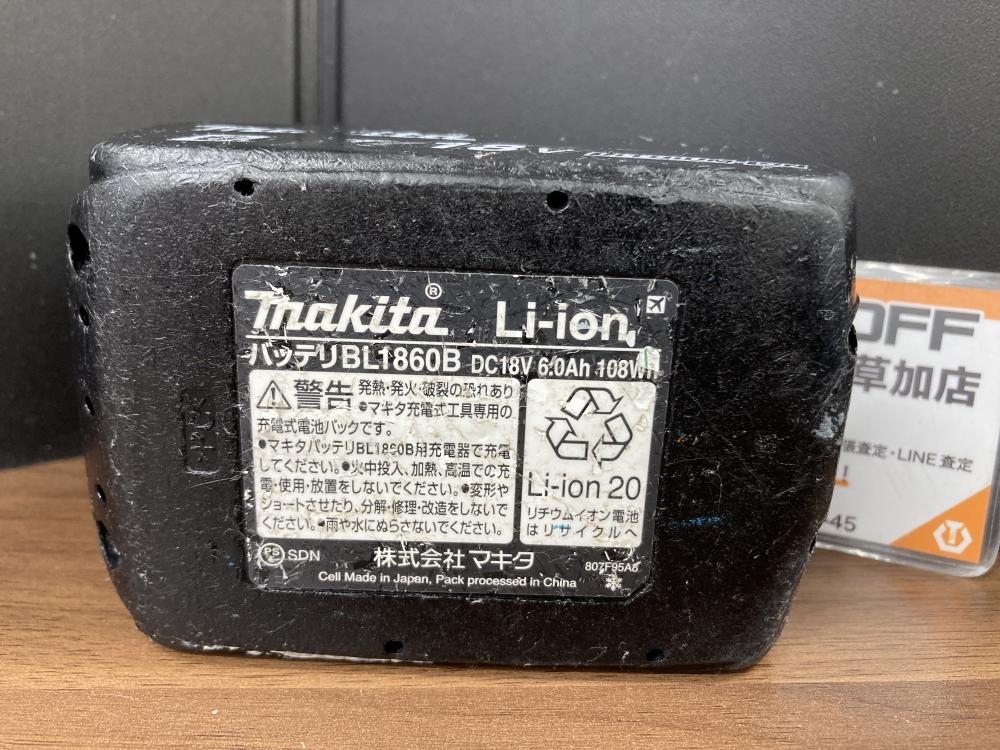 makita®
Li-ion
バッテリBL1860B DC18V 6.0Ah 108Wh
警告 発熱・発火・破裂の恐れあり
●マキタ充電式工具専用の
充電式電池パックです。
●マキタバッテリBL1860B用充電器で充電
してください。●火中投入、加熱、高温での充
電・使用・放置をしないでください。●変形や
ショートさせたり、分解・修理・改造をしないで
ください。●雨や水にぬらさないでください。
Li-ion 20
リチウムイオン電池
はリサイクルへ
PS E SDN
株式会社 マキタ
807F95A8
Cell Made in Japan, Pack processed in China
OFF
草加店
張査定・LINE査定
-45